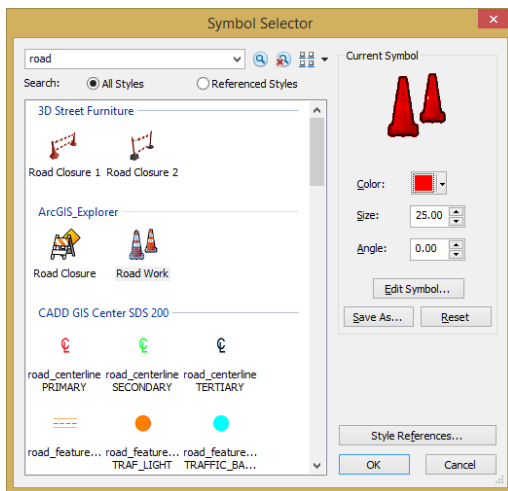 Symbol Selector
road
Search: All Styles Referenced Styles
3D Street Furniture
Road Closure 1 Road Closure 2
ArcGIS_Explorer
Road Closure Road Work
CADD GIS Center SDS 200
road_centerline road_centerline road_centerline
PRIMARY SECONDARY TERTIARY
road_feature... road_feature... road_feature...
TRAF_LIGHT TRAFFIC_BA...
Current Symbol
Color:
Size: 25.00
Angle: 0.00
Edit Symbol...
Save As... Reset
Style References...
OK Cancel